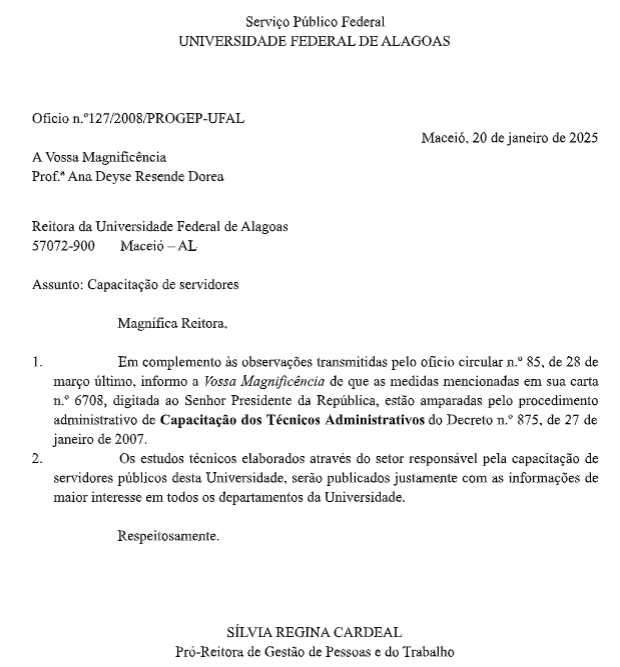 Serviço Público Federal
UNIVERSIDADE FEDERAL DE ALAGOAS
Ofício n.º127/2008/PROGEP-UFAL
Maceió, 20 de janeiro de 2025
A Vossa Magnificência
Prof.ª Ana Deyse Resende Dorea
Reitora da Universidade Federal de Alagoas
57072-900 Maceió – AL
Assunto: Capacitação de servidores
Magnífica Reitora,
1. Em complemento às observações transmitidas pelo ofício circular n.º 85, de 28 de
março último, informo a Vossa Magnificência de que as medidas mencionadas em sua carta
n.º 6708, digitada ao Senhor Presidente da República, estão amparadas pelo procedimento
administrativo de Capacitação dos Técnicos Administrativos do Decreto n.º 875, de 27 de
janeiro de 2007.
2. Os estudos técnicos elaborados através do setor responsável pela capacitação de
servidores públicos desta Universidade, serão publicados justamente com as informações de
maior interesse em todos os departamentos da Universidade.
Respeitosamente.
SÍLVIA REGINA CARDEAL
Pró-Reitora de Gestão de Pessoas e do Trabalho